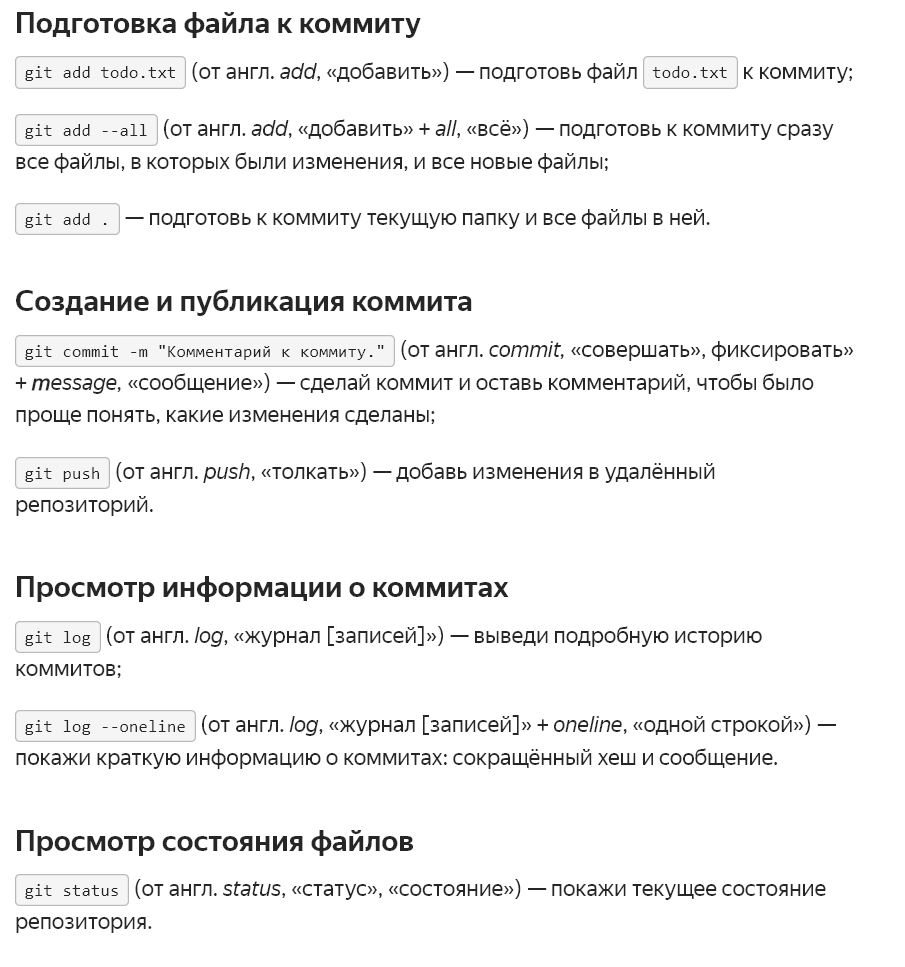 Подготовка файла к коммиту
git add todo.txt (от англ. add, «добавить») — подготовь файл todo.txt к коммиту;
git add --all (от англ. add, «добавить» + all, «всё») — подготовь к коммиту сразу
все файлы, в которых были изменения, и все новые файлы;
git add . — подготовь к коммиту текущую папку и все файлы в ней.
Создание и публикация коммита
git commit -m "Комментарий к коммиту." (от англ. commit, «совершать», фиксировать»
+ message, «сообщение») — сделай коммит и оставь комментарий, чтобы было
проще понять, какие изменения сделаны;
git push (от англ. push, «толкать») — добавь изменения в удалённый
репозиторий.
Просмотр информации о коммитах
git log (от англ. log, «журнал [записей]») — выведи подробную историю
коммитов;
git log --oneline (от англ. log, «журнал [записей]» + oneline, «одной строкой») —
покажи краткую информацию о коммитах: сокращённый хеш и сообщение.
Просмотр состояния файлов
git status (от англ. status, «статус», «состояние») — покажи текущее состояние
репозитория.